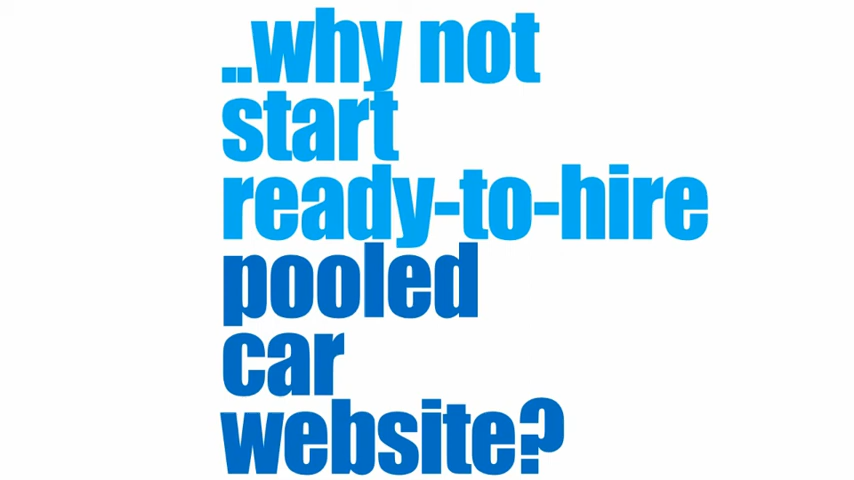 ..why not
start
ready-to-hire
pooled
car
website?